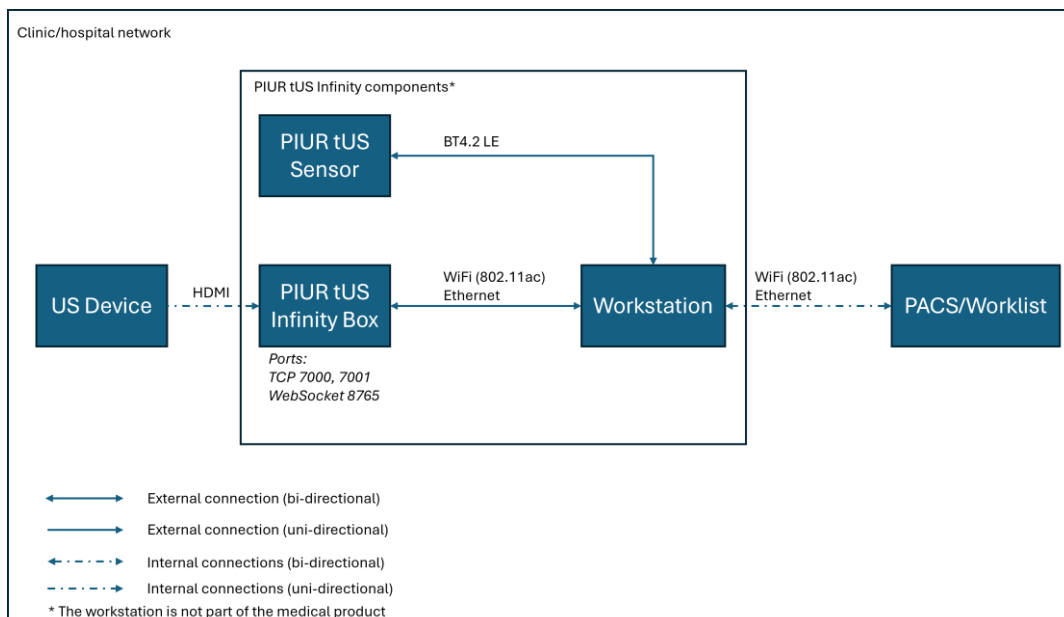 Clinic/hospital network
PIUR tUS Infinity components*
PIUR tUS
Sensor
BT4.2 LE
US Device
HDMI
PIUR tUS
Infinity Box
Ports:
TCP 7000, 7001
WebSocket 8765
WiFi (802.11ac)
Ethernet
Workstation
WiFi (802.11ac)
Ethernet
PACS/Worklist
External connection (bi-directional)
External connection (uni-directional)
Internal connections (bi-directional)
Internal connections (uni-directional)
* The workstation is not part of the medical product